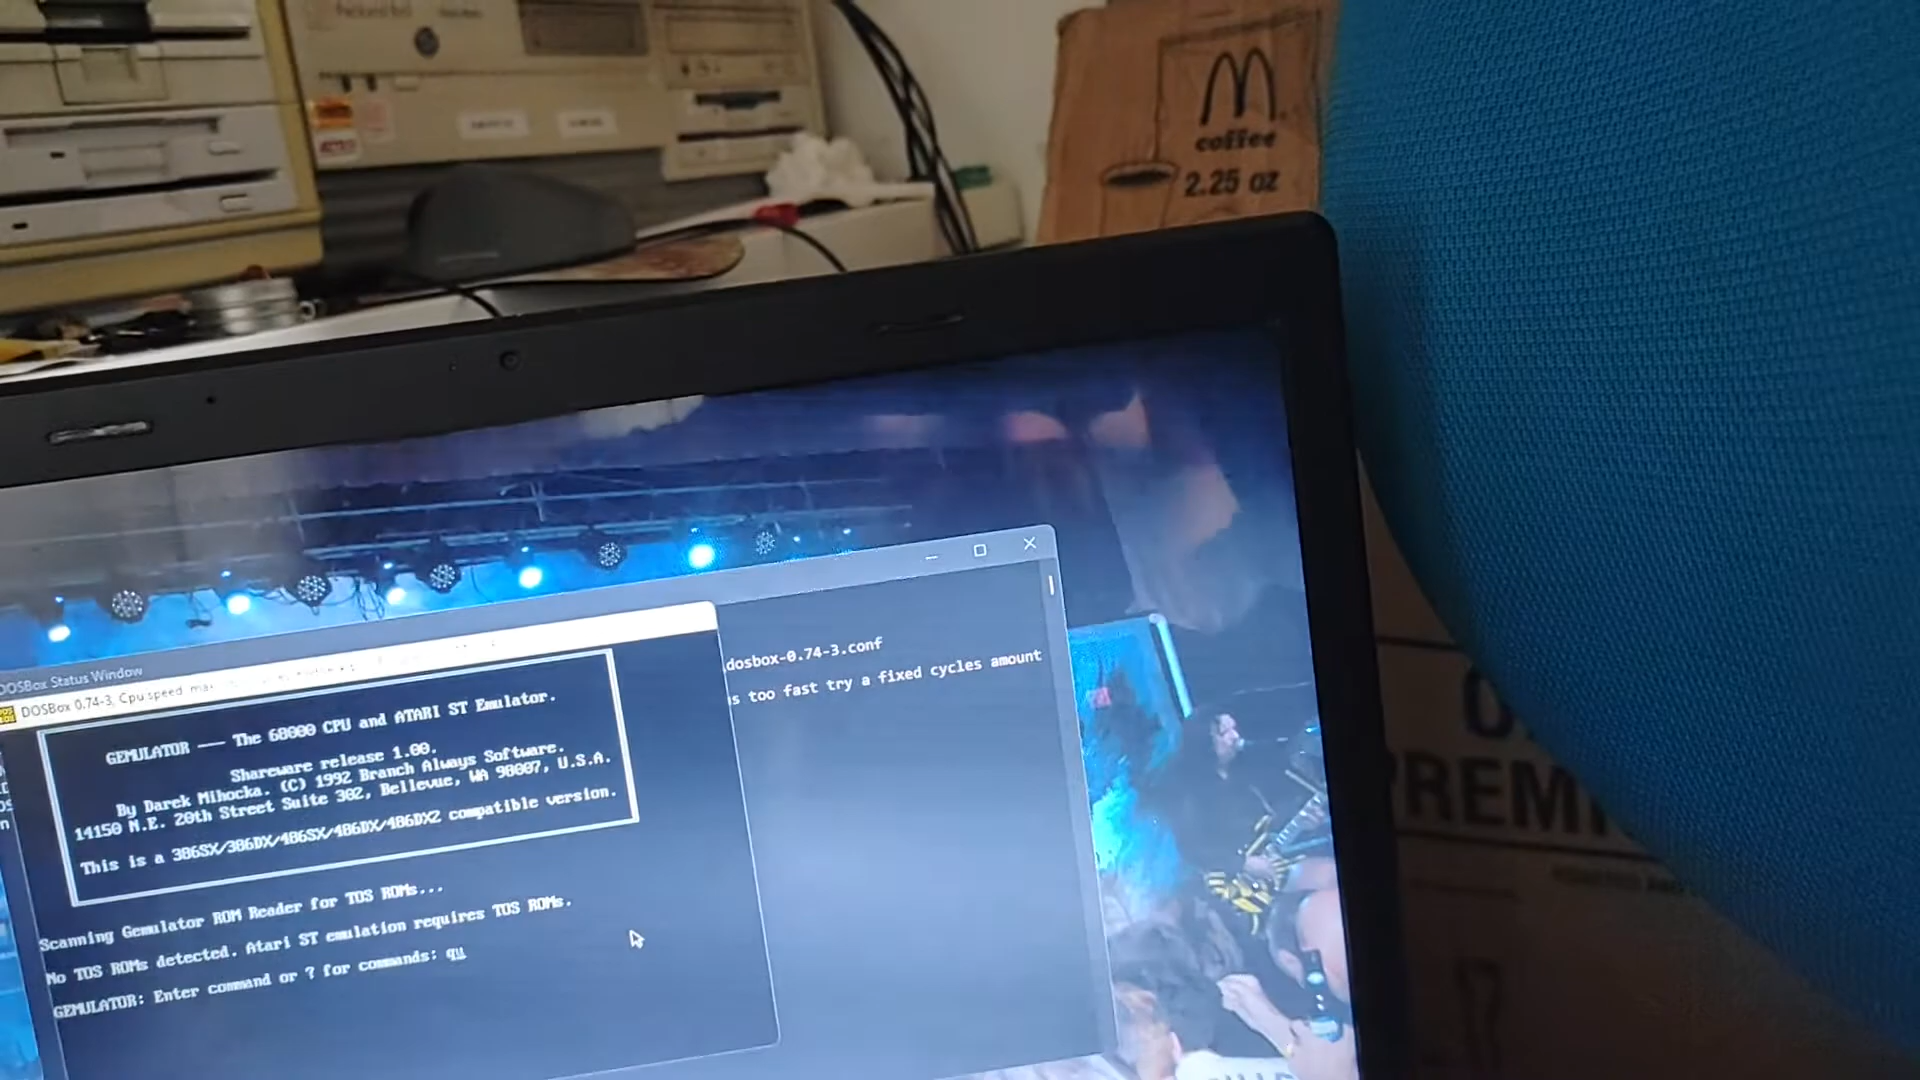 coffee
2.25 oz
DOSBox Status Window
DOSBox 0.74-3, Cpu speed
dosbox-0.74-3.conf
s too fast try a fixed cycles amount
GEMULATOR -- The 68000 CPU and ATARI ST Emulator.
Shareware release 1.00.
By Darek Mihocka. (C) 1992 Branch Always Software.
14150 N.E. 20th Street Suite 302, Bellevue, WA 98007, U.S.A.
This is a 386SX/386DX/486SX/486DX/486DX2 compatible version.
Scanning Gemulator ROM Reader for TOS ROMs...
No TOS ROMs detected. Atari ST emulation requires TOS ROMs.
GEMULATOR: Enter command or ? for commands: qu